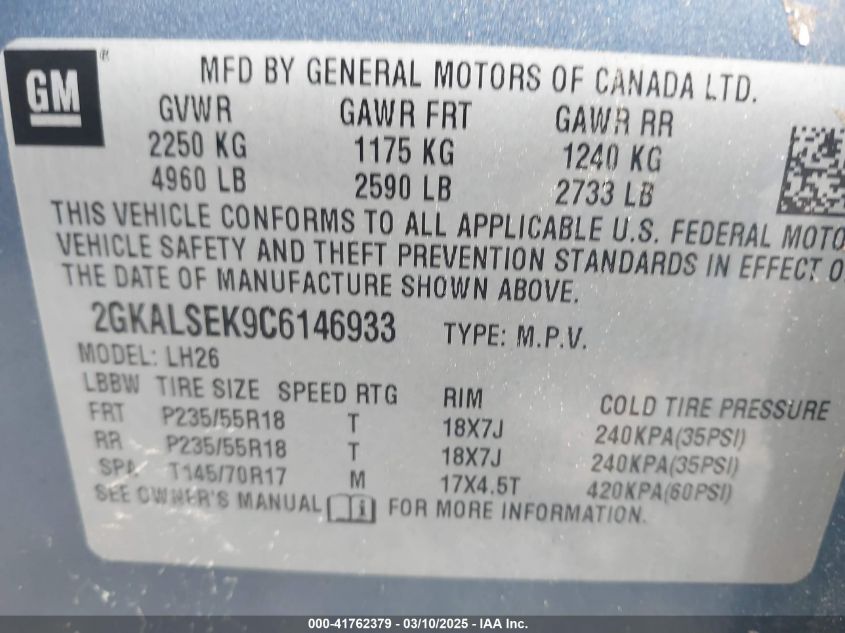 GM ®
MFD BY GENERAL MOTORS OF CANADA LTD.
GVWR GAWR FRT GAWR RR
2250 KG 1175 KG 1240 KG
4960 LB 2590 LB 2733 LB
THIS VEHICLE CONFORMS TO ALL APPLICABLE U.S. FEDERAL MOTO
VEHICLE SAFETY AND THEFT PREVENTION STANDARDS IN EFFECT O
THE DATE OF MANUFACTURE SHOWN ABOVE.
2GKALSEK9C6146933 TYPE: M.P.V.
MODEL: LH26
LBBW TIRE SIZE SPEED RTG RIM COLD TIRE PRESSURE
FRT P235/55R18 T 18X7J 240KPA(35PSI)
RR P235/55R18 T 18X7J 240KPA(35PSI)
SPA T145/70R17 M 17X4.5T 420KPA(60PSI)
SEE OWNER'S MANUAL i FOR MORE INFORMATION.
000-41762379 - 03/10/2025 - IAA Inc.